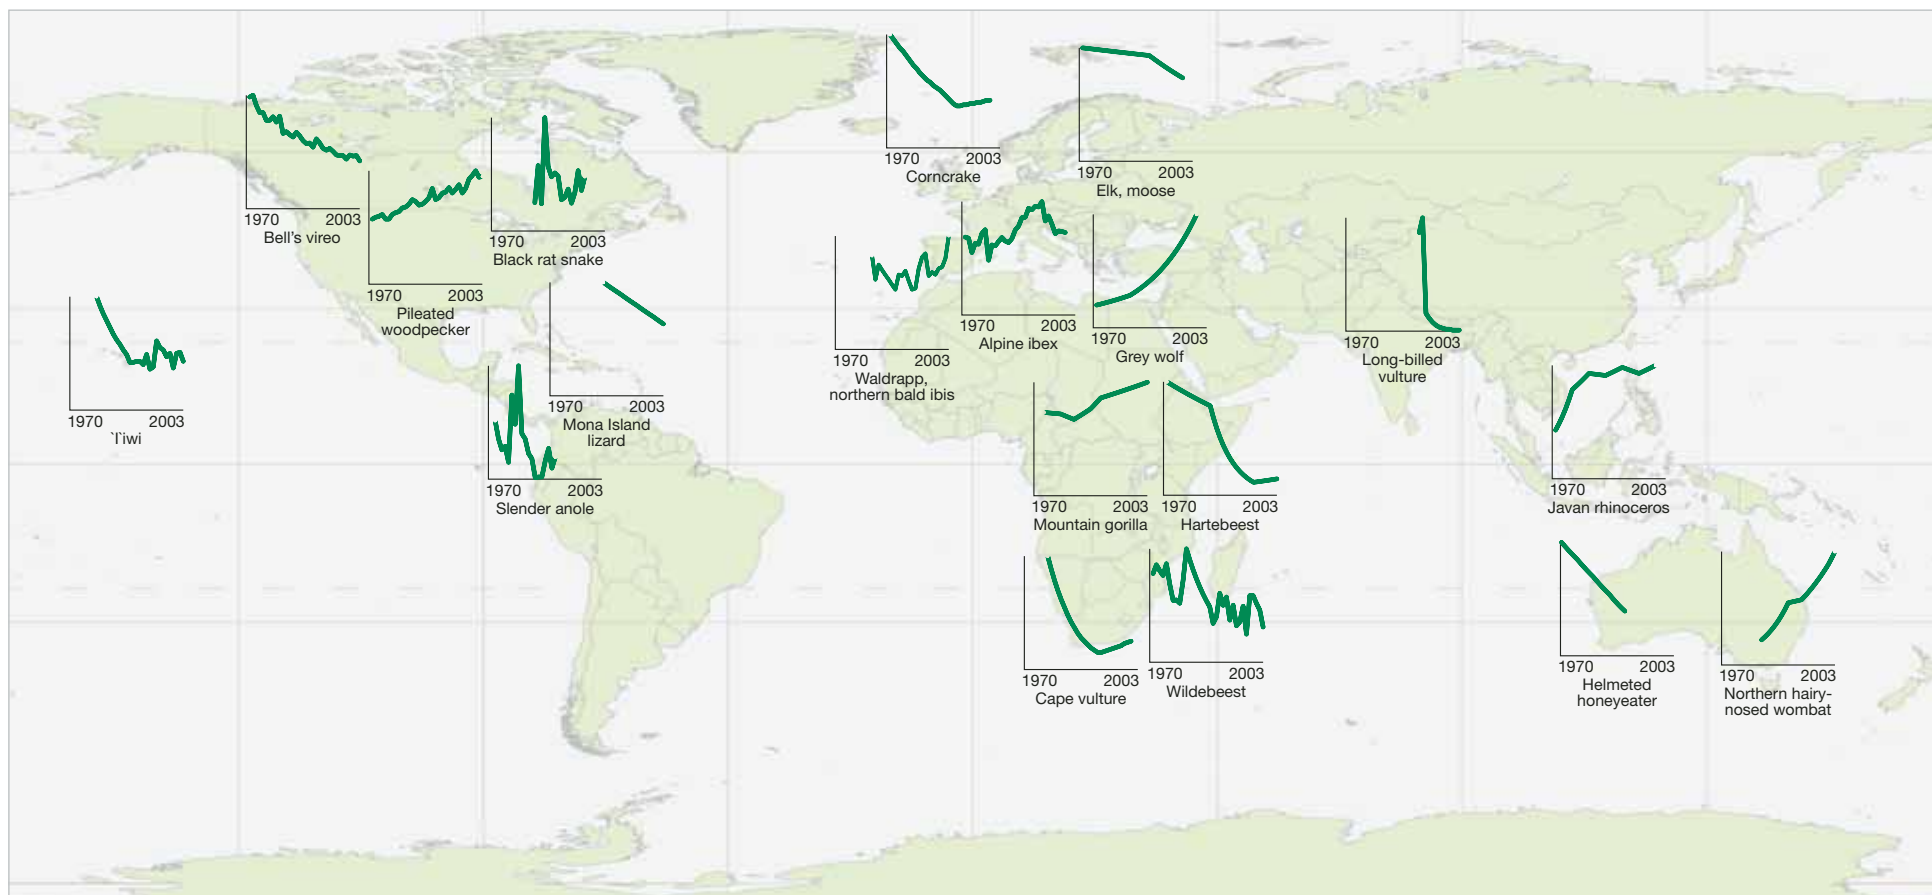 1970 2003
Corncrake
1970 2003
Elk, moose
1970 2003
Bell's vireo
1970 2003
Black rat snake
1970 2003
Pileated
woodpecker
1970 2003
Waldrapp,
northern bald ibis
1970 2003
Alpine ibex
1970 2003
Grey wolf
1970 2003
Long-billed
vulture
1970 2003
`I`iwi
1970 2003
Mona Island
lizard
1970 2003
Slender anole
1970 2003
Mountain gorilla
1970 2003
Hartebeest
1970 2003
Javan rhinoceros
1970 2003
Cape vulture
1970 2003
Wildebeest
1970 2003
Helmeted
honeyeater
1970 2003
Northern hairy-
nosed wombat